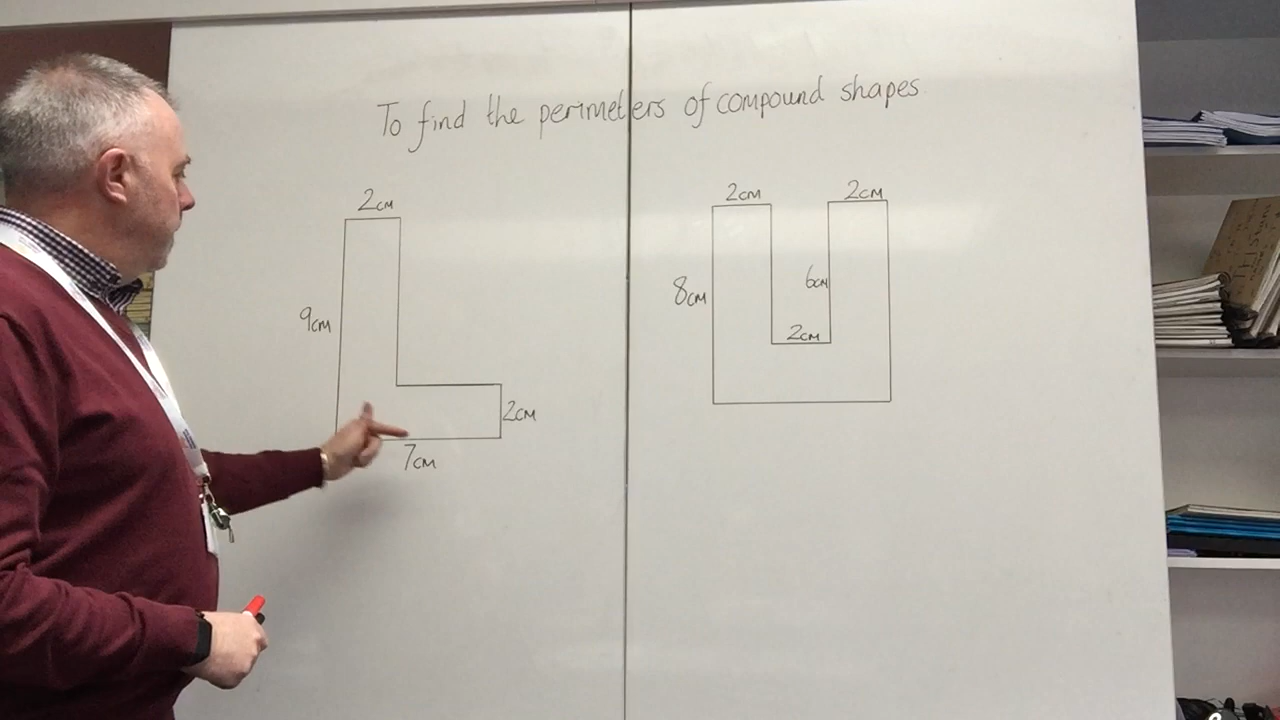 To find the perimeters of compound shapes
2cm
9cm
2cm
7cm
2cm
2cm
8cm
6cm
2cm